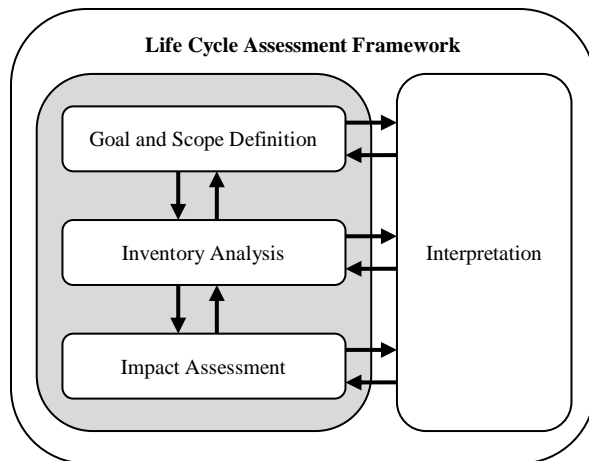 Life Cycle Assessment Framework
Goal and Scope Definition
Inventory Analysis
Interpretation
Impact Assessment